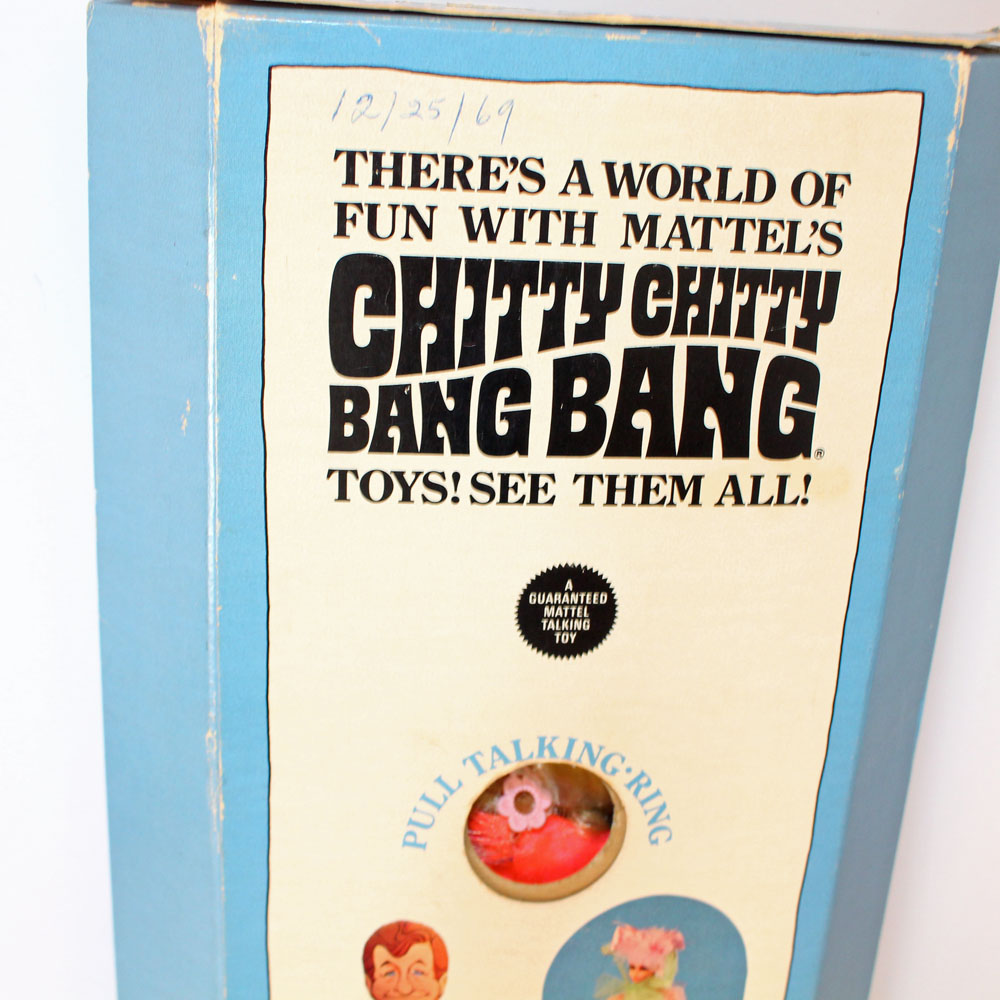 12/25/69
THERE'S A WORLD OF
FUN WITH MATTEL'S
CHITTY CHITTY
BANG BANG®
TOYS! SEE THEM ALL!
A
GUARANTEED
MATTEL
TALKING
TOY
PULL TALKING·RING